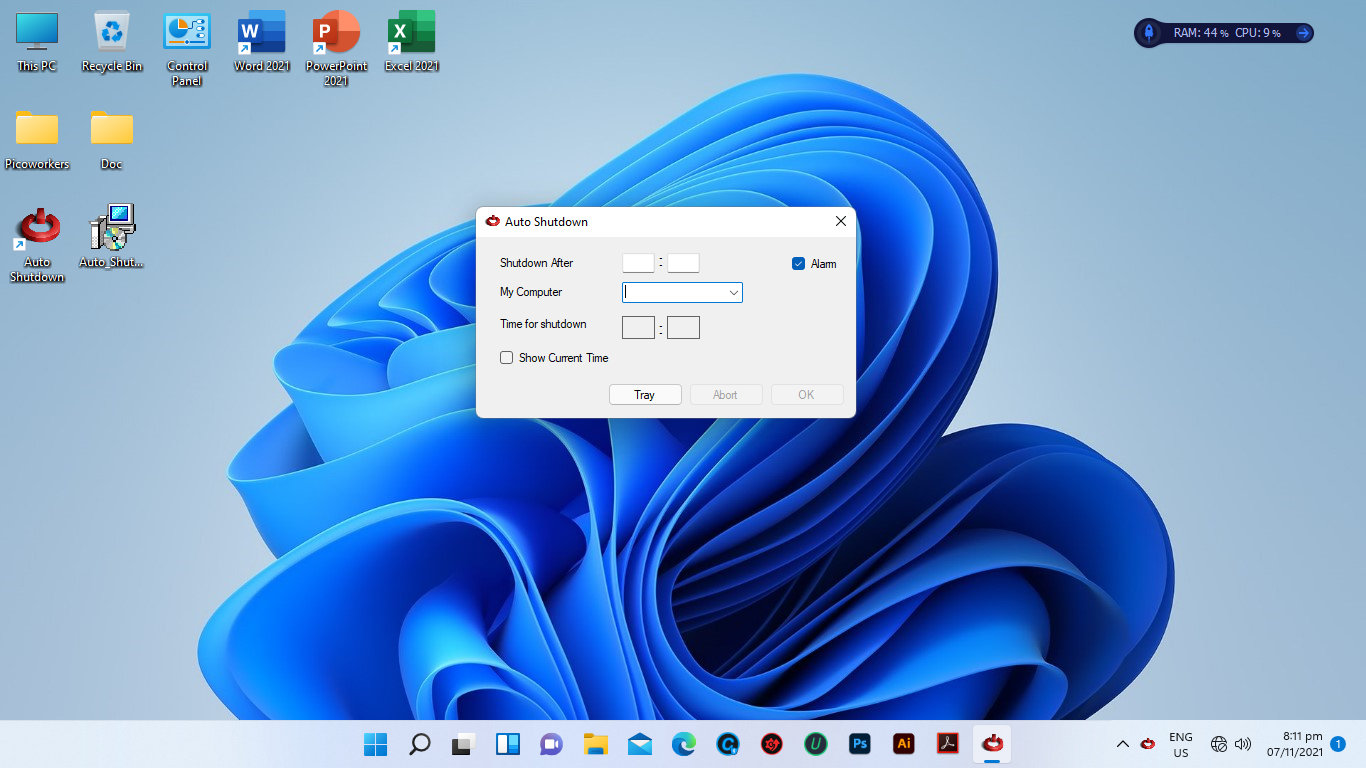 This PC
Recycle Bin
Control
Panel
Word 2021
PowerPoint
2021
Excel 2021
RAM: 44 % CPU: 9 %
Picoworkers
Doc
Auto
Shutdown
Auto_Shut...
Auto Shutdown
Shutdown After
:
Alarm
My Computer
Time for shutdown
:
Show Current Time
Tray
Abort
OK
ENG
US
8:11 pm
07/11/2021
1
Ps
Ai